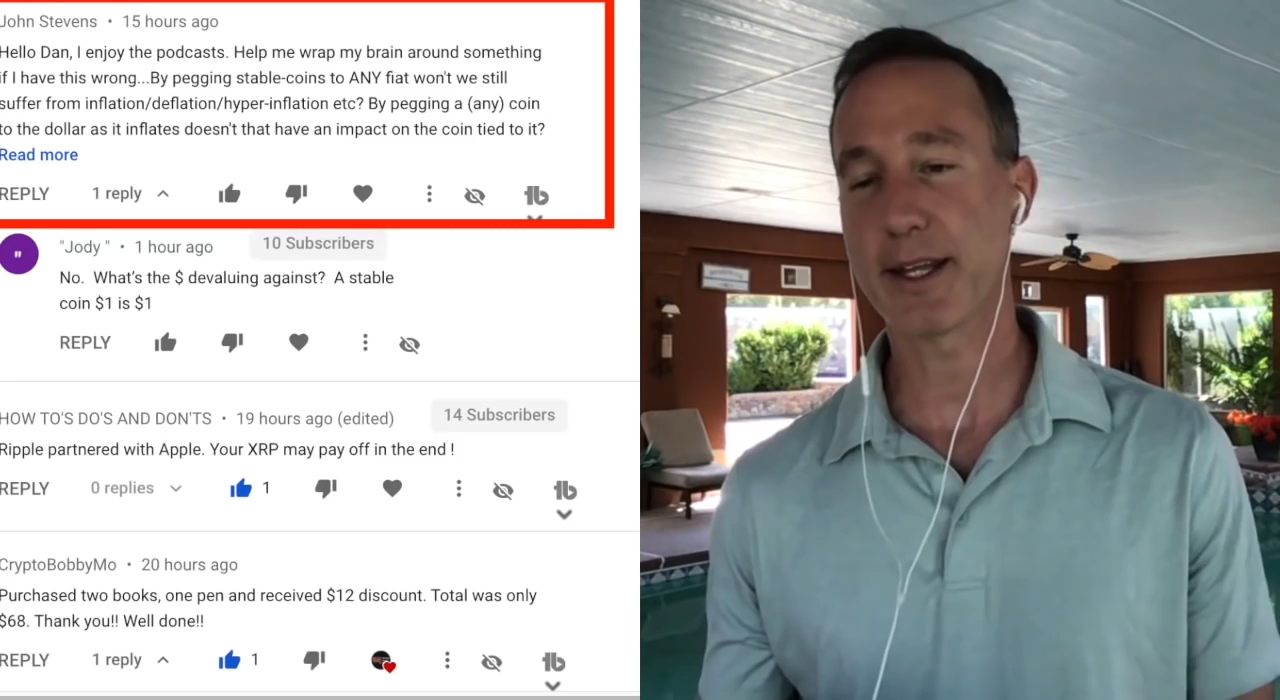 John Stevens • 15 hours ago
Hello Dan, I enjoy the podcasts. Help me wrap my brain around something
if I have this wrong...By pegging stable-coins to ANY fiat won't we still
suffer from inflation/deflation/hyper-inflation etc? By pegging a (any) coin
to the dollar as it inflates doesn't that have an impact on the coin tied to it?
Read more
REPLY 1 reply
"Jody " • 1 hour ago 10 Subscribers
No. What's the $ devaluing against? A stable
coin $1 is $1
REPLY
HOW TO'S DO'S AND DON'TS • 19 hours ago (edited) 14 Subscribers
Ripple partnered with Apple. Your XRP may pay off in the end !
REPLY 0 replies 1
CryptoBobbyMo • 20 hours ago
Purchased two books, one pen and received $12 discount. Total was only
$68. Thank you!! Well done!!
REPLY 1 reply 1